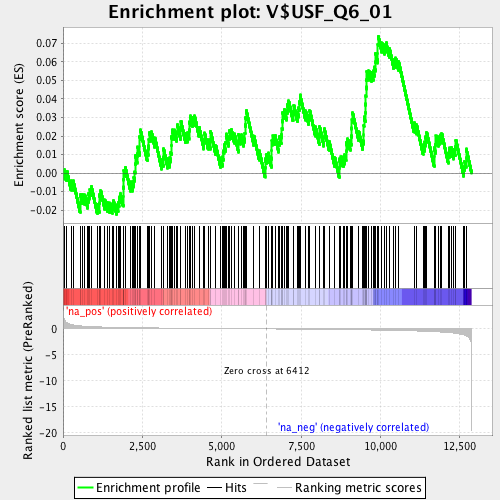 Enrichment plot: V$USF_Q6_01
Enrichment score (ES)
0.07
0.06
0.05
0.04
0.03
0.02
0.01
0.00
-0.01
-0.02
'na_pos' (positively correlated)
Ranked list metric (PreRanked)
0
-5
-10
-15
-20
Zero cross at 6412
'na_neg' (negatively correlated)
0
2,500
5,000
7,500
10,000
12,500
Rank in Ordered Dataset
Enrichment profile
Hits
Ranking metric scores